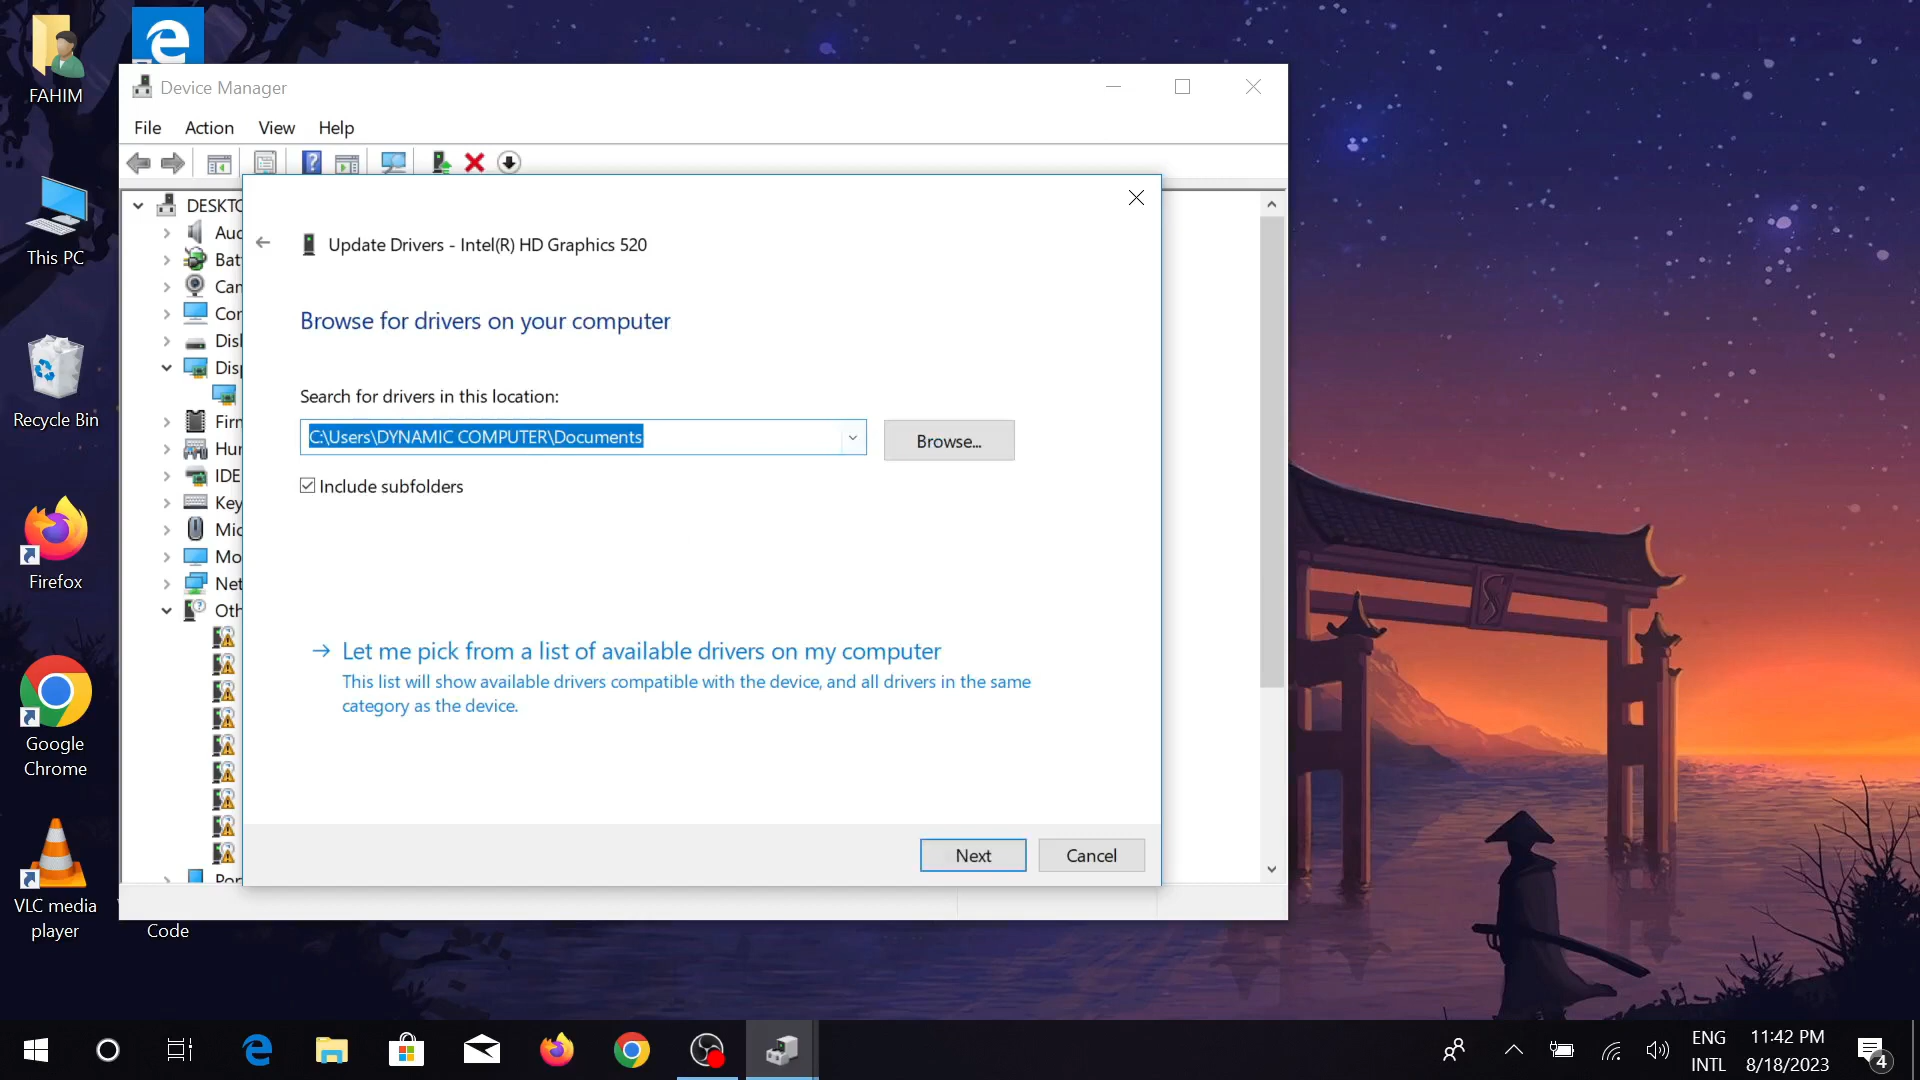 FAHIM
This PC
Recycle Bin
Firefox
Google
Chrome
VLC media
player
Code
Device Manager
File Action View Help
Disp
IDE
Update Drivers - Intel(R) HD Graphics 520
Browse for drivers on your computer
Search for drivers in this location:
C:\Users\DYNAMIC COMPUTER\Documents
Browse...
Include subfolders
Let me pick from a list of available drivers on my computer
This list will show available drivers compatible with the device, and all drivers in the same
category as the device.
Next Cancel
ENG
INTL
11:42 PM
8/18/2023
4